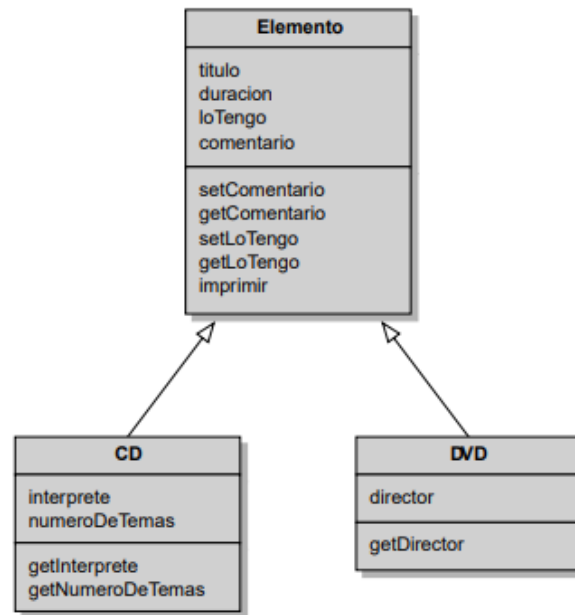 Elemento
titulo
duracion
loTengo
comentario
setComentario
getComentario
setLoTengo
getLoTengo
imprimir
CD
interprete
numeroDeTemas
getInterprete
getNumeroDeTemas
DVD
director
getDirector